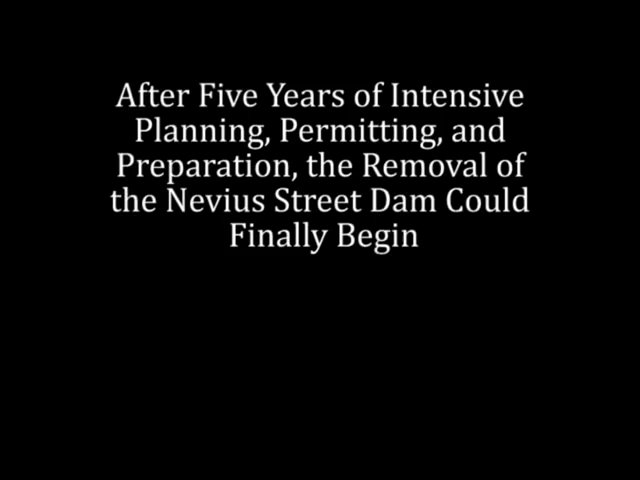 After Five Years of Intensive
Planning, Permitting, and
Preparation, the Removal of
the Nevius Street Dam Could
Finally Begin